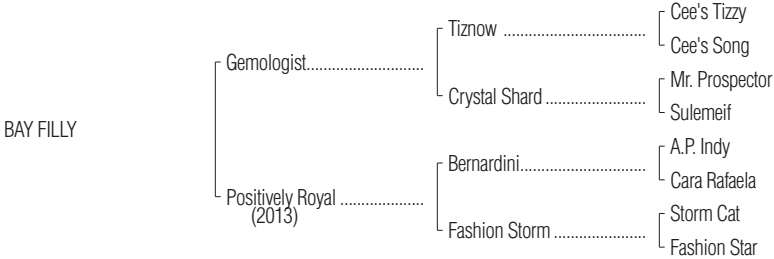 Cee's Tizzy
Tiznow ..............................
Cee's Song
Gemologist.........................
Mr. Prospector
Crystal Shard .....................
Sulemeif
BAY FILLY
A.P. Indy
Bernardini...........................
Cara Rafaela
Positively Royal ..................
(2013)
Storm Cat
Fashion Storm ....................
Fashion Star